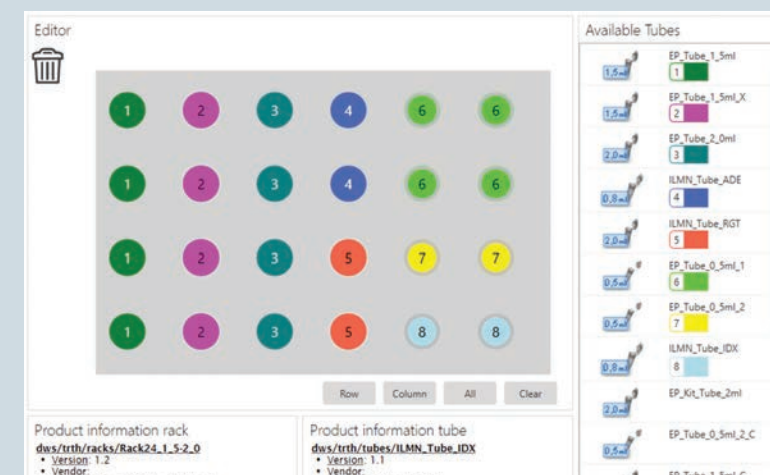 Editor
1 2 3 4 6 6
1 2 3 4 6 6
1 2 3 5 7 7
1 2 3 5 8 8
Row Column All Clear
Product information rack
dws/trth/racks/Rack24_1_5-2_0
• Version: 1.2
• Vendor:
Product information tube
dws/trth/tubes/ILMN_Tube_IDX
• Version: 1.1
• Vendor:
Available Tubes
EP_Tube_1_5ml
1,5ml 1
EP_Tube_1_5ml_X
1,5ml 2
EP_Tube_2_0ml
2,0ml 3
ILMN_Tube_ADE
0,8ml 4
ILMN_Tube_RGT
2,0ml 5
EP_Tube_0_5ml_1
0,5ml 6
EP_Tube_0_5ml_2
0,5ml 7
ILMN_Tube_IDX
0,8ml 8
EP_Kit_Tube_2ml
2,0ml
EP_Tube_0_5ml_2_C
0,5ml